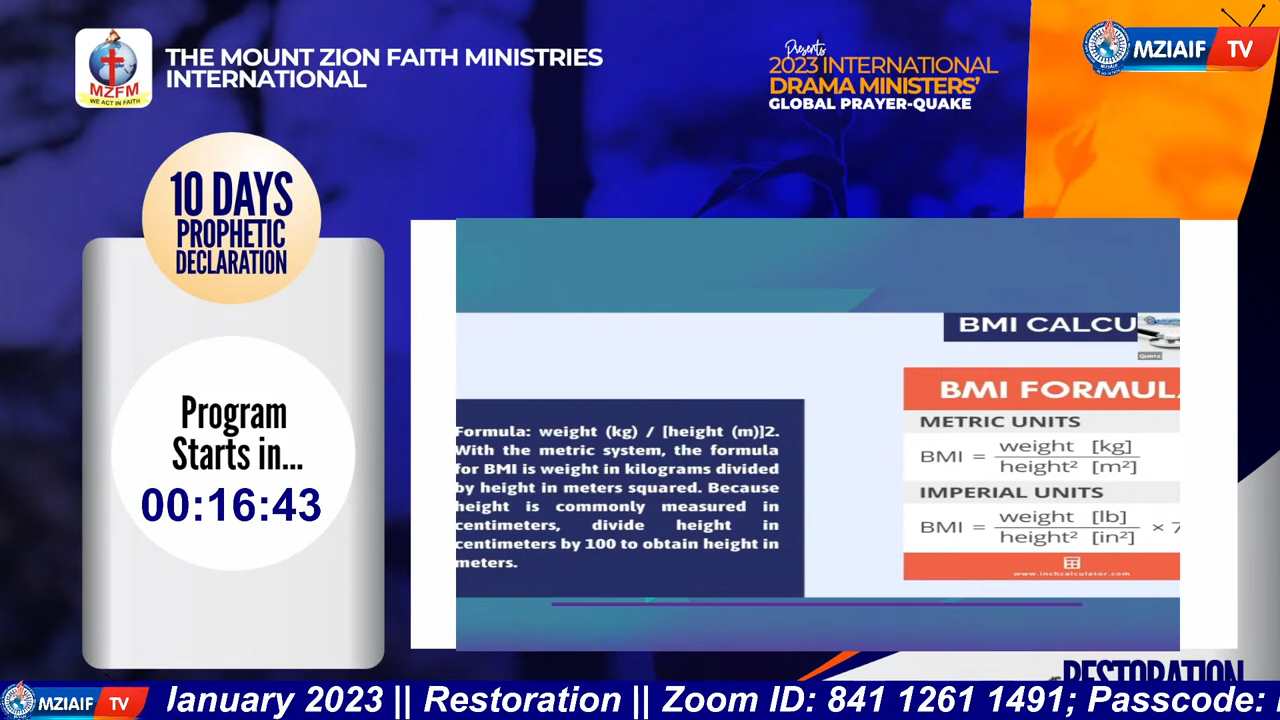 THE MOUNT ZION FAITH MINISTRIES
INTERNATIONAL
MZFM
WE ACT IN FAITH
Presents
2023 INTERNATIONAL
DRAMA MINISTERS'
GLOBAL PRAYER-QUAKE
MZIAIF TV
10 DAYS
PROPHETIC
DECLARATION
Program
Starts in...
00:16:43
BMI CALCU
Formula: weight (kg) / [height (m)]2.
With the metric system, the formula
for BMI is weight in kilograms divided
by height in meters squared. Because
height is commonly measured in
centimeters, divide height in
centimeters by 100 to obtain height in
meters.
BMI FORMULA
METRIC UNITS
BMI = weight [kg]
height² [m²]
IMPERIAL UNITS
BMI = weight [lb] × 7
height² [in²]
www.inchcalculator.com
RESTORATION
MZIAIF TV January 2023 || Restoration || Zoom ID: 841 1261 1491; Passcode: